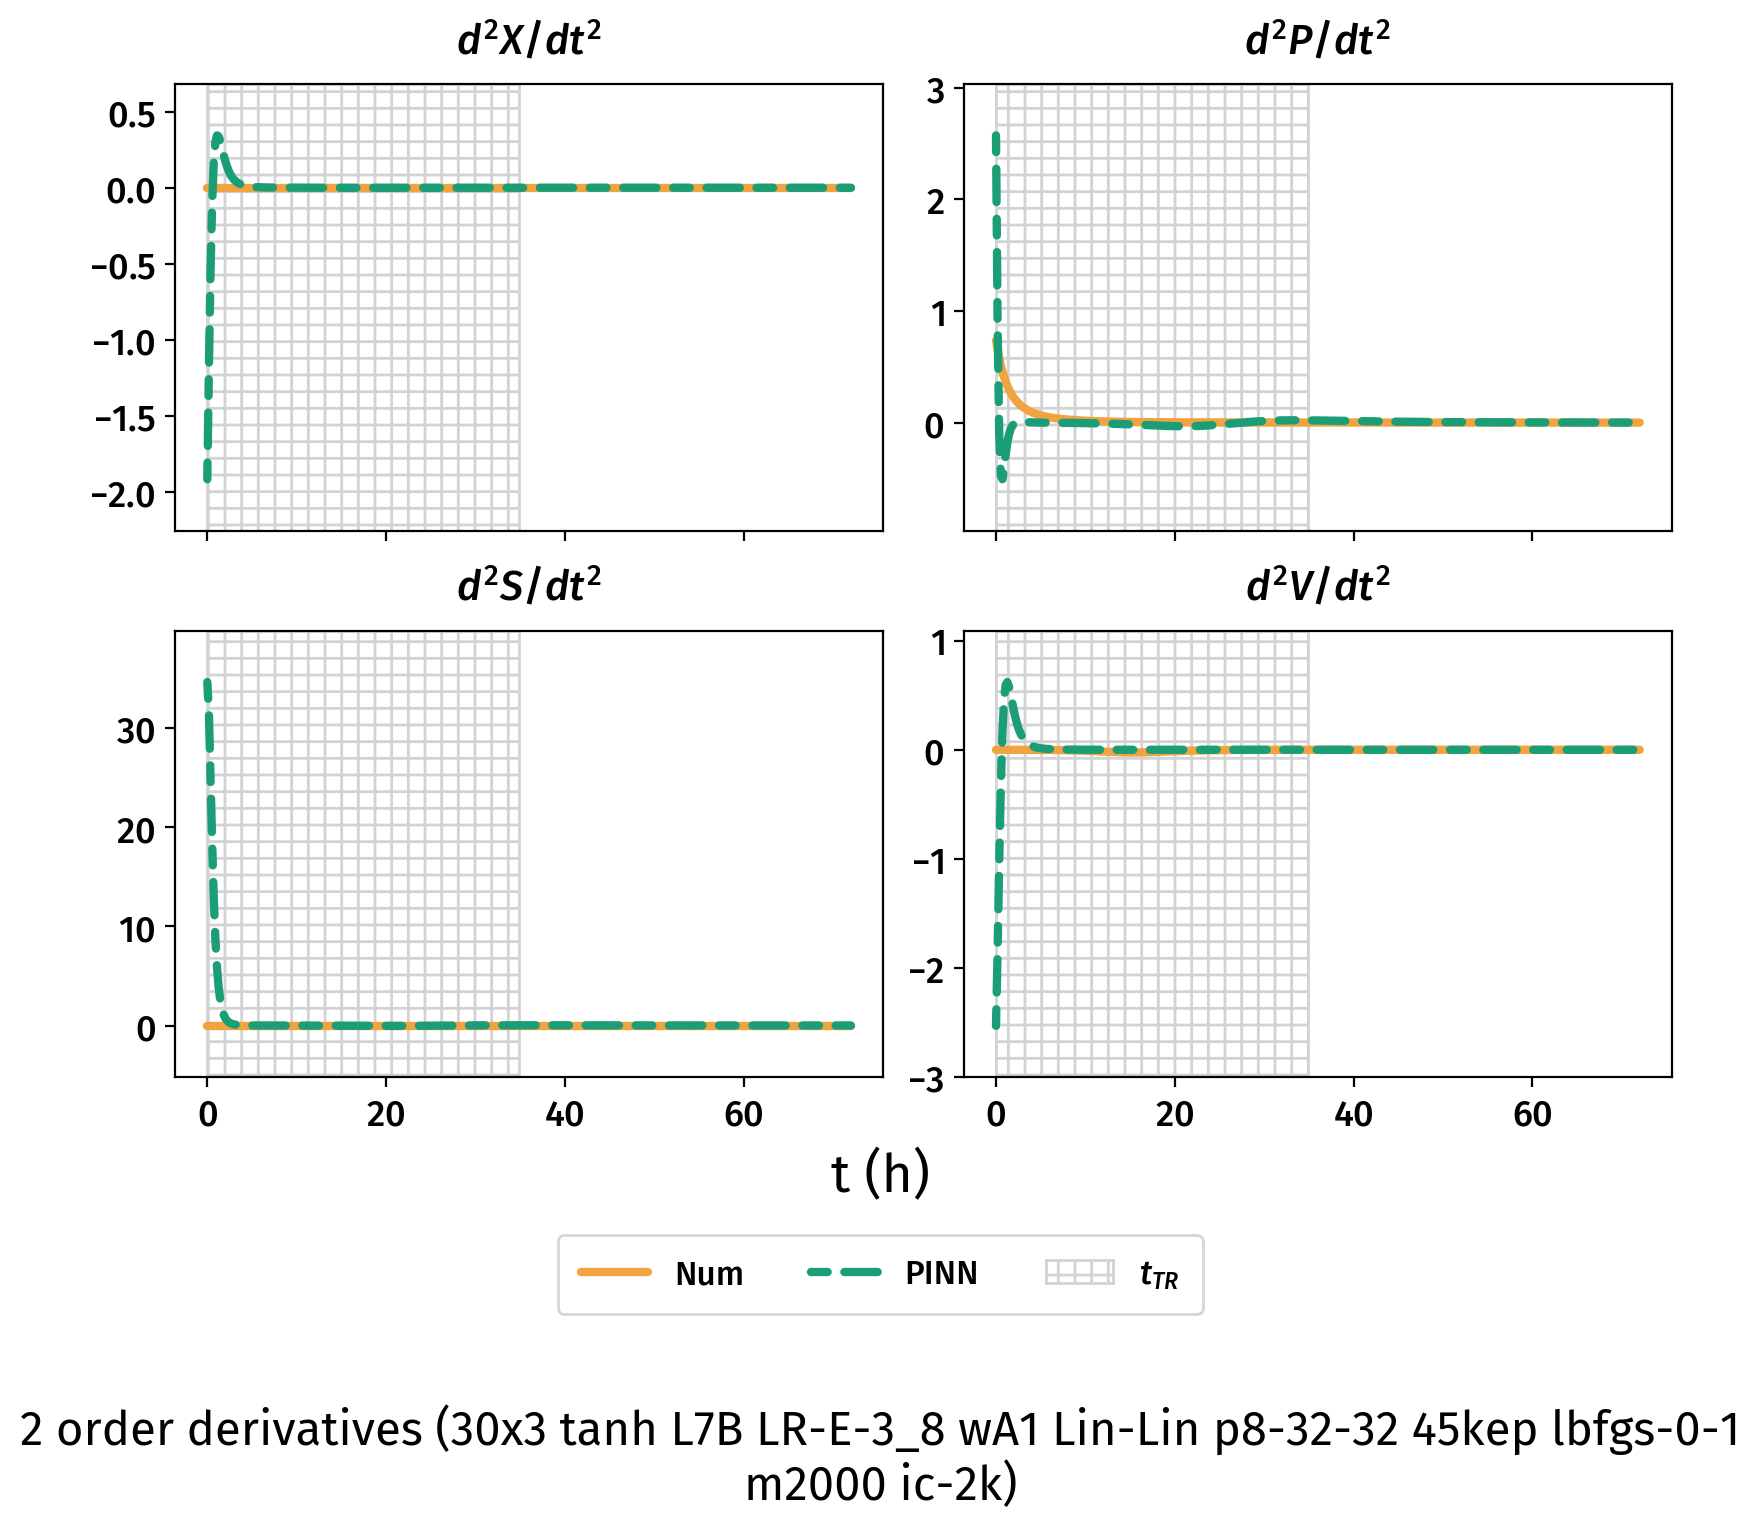 d²X/dt²
d²P/dt²
0.5
0.0
−0.5
−1.0
−1.5
−2.0
3
2
1
0
d²S/dt²
d²V/dt²
30
20
10
0
1
0
−1
−2
−3
0 20 40 60
0 20 40 60
t (h)
Num PINN t_TR
2 order derivatives (30x3 tanh L7B LR-E-3_8 wA1 Lin-Lin p8-32-32 45kep lbfgs-0-1
m2000 ic-2k)